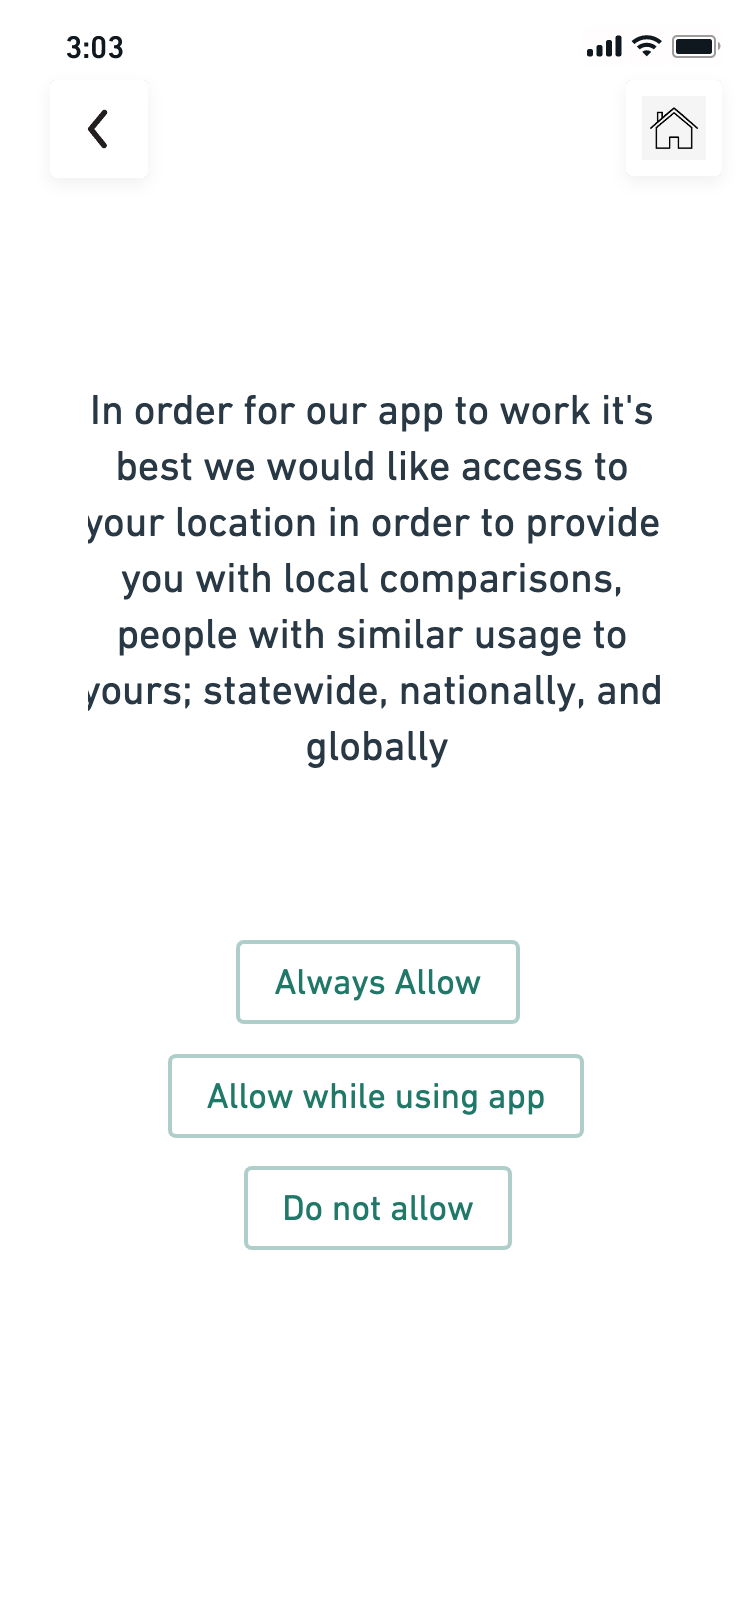 3:03
In order for our app to work it's
best we would like access to
your location in order to provide
you with local comparisons,
people with similar usage to
yours; statewide, nationally, and
globally
Always Allow
Allow while using app
Do not allow